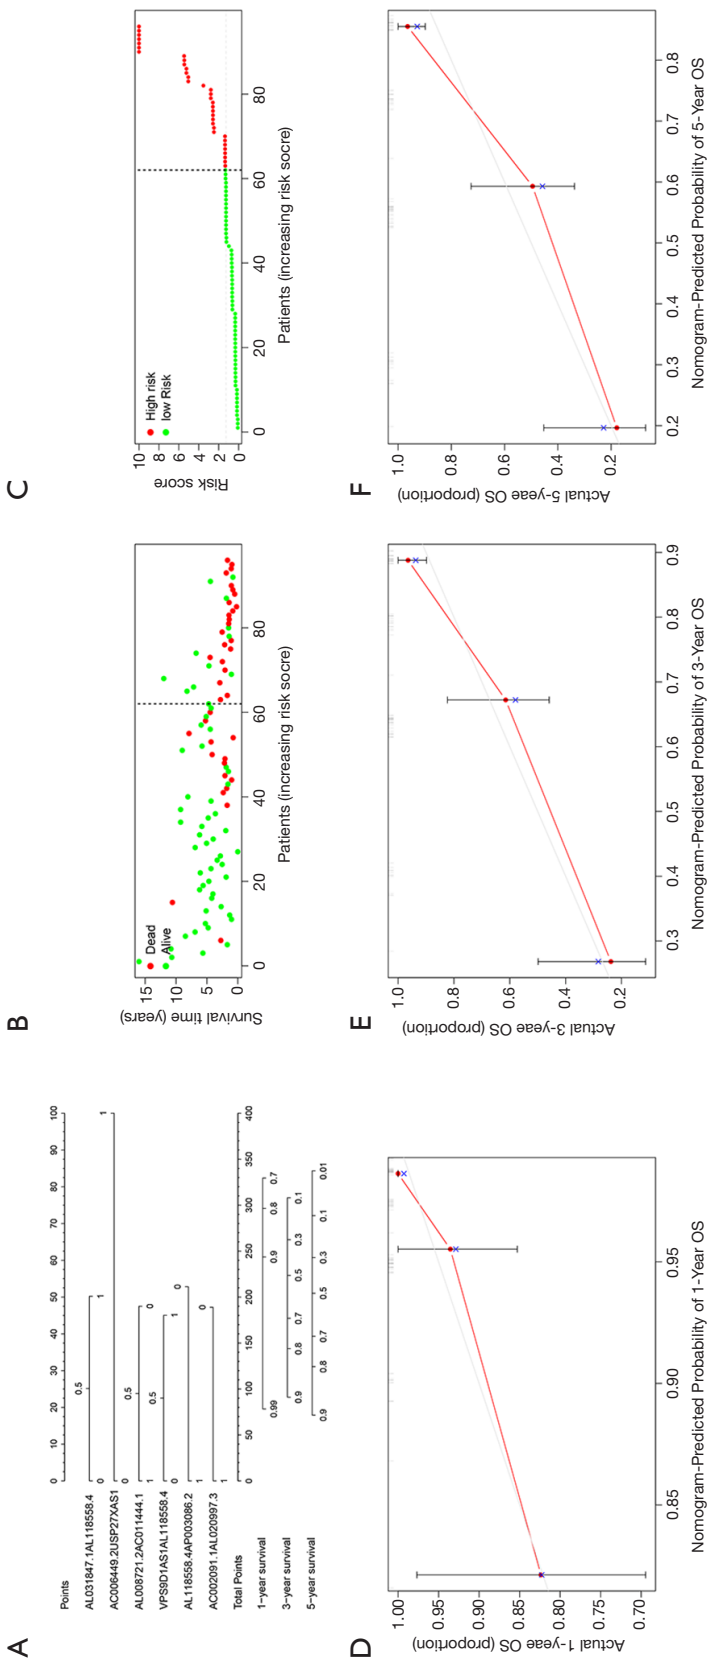 A
Points
0 10 20 30 40 50 60 70 80 90 100
AL031847.1AL118558.4
0 0.5 1
AC006449.2USP27XAS1
0 1
AL008721.2AC011444.1
1 0.5 0
VPS9D1AS1AL118558.4
0 0.5 1
AL118558.4AP003086.2
1 0
AC002091.1AL020997.3
1 0
Total Points
0 50 100 150 200 250 300 350 400
1-year survival
0.99 0.9 0.8 0.7
3-year survival
0.9 0.8 0.7 0.5 0.3 0.1
5-year survival
0.9 0.8 0.7 0.5 0.3 0.1 0.01
B
Survival time (years)
15
10
5
0
Dead
Alive
0 20 40 60 80
Patients (increasing risk socre)
C
Risk score
10
8
6
4
2
0
High risk
low Risk
0 20 40 60 80
Patients (increasing risk socre)
D
Actual 1-yeae OS (proportion)
1.00
0.95
0.90
0.85
0.80
0.75
0.70
0.85 0.90 0.95
Nomogram-Predicted Probability of 1-Year OS
E
Actual 3-yeae OS (proportion)
1.0
0.8
0.6
0.4
0.2
0.3 0.4 0.5 0.6 0.7 0.8 0.9
Nomogram-Predicted Probability of 3-Year OS
F
Actual 5-yeae OS (proportion)
1.0
0.8
0.6
0.4
0.2
0.2 0.3 0.4 0.5 0.6 0.7 0.8
Nomogram-Predicted Probability of 5-Year OS